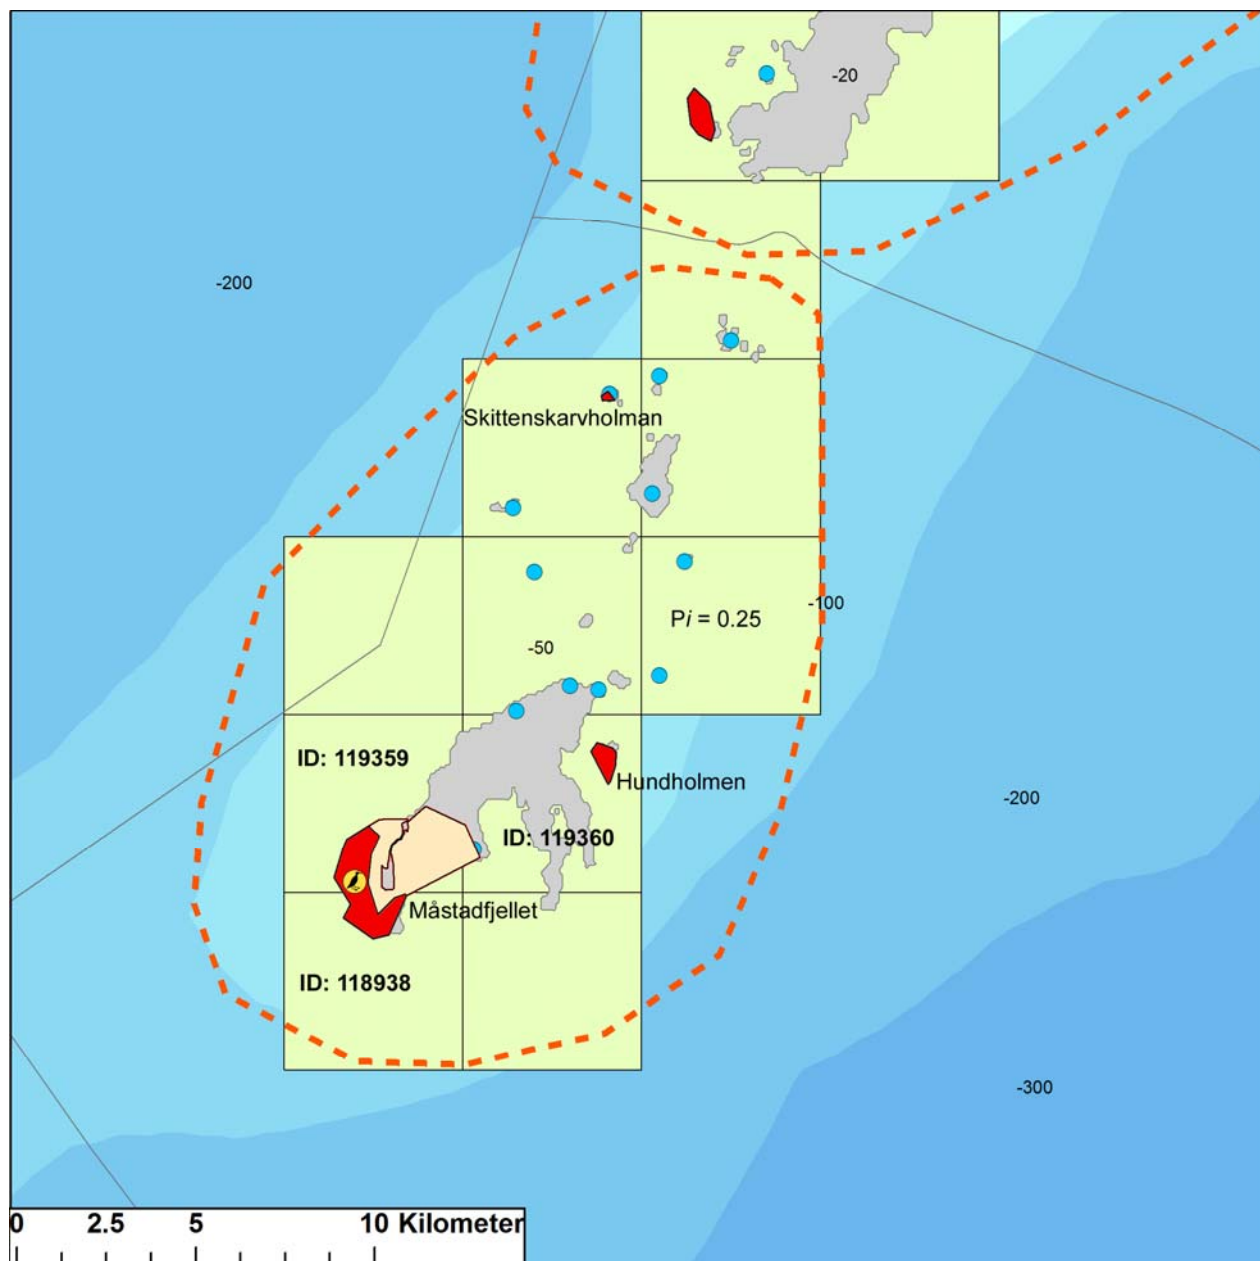 -20
-200
Skittenskarvholman
-100
Pi = 0.25
-50
ID: 119359
Hundholmen
-200
ID: 119360
Måstadfjellet
ID: 118938
-300
0 2.5 5 10 Kilometer